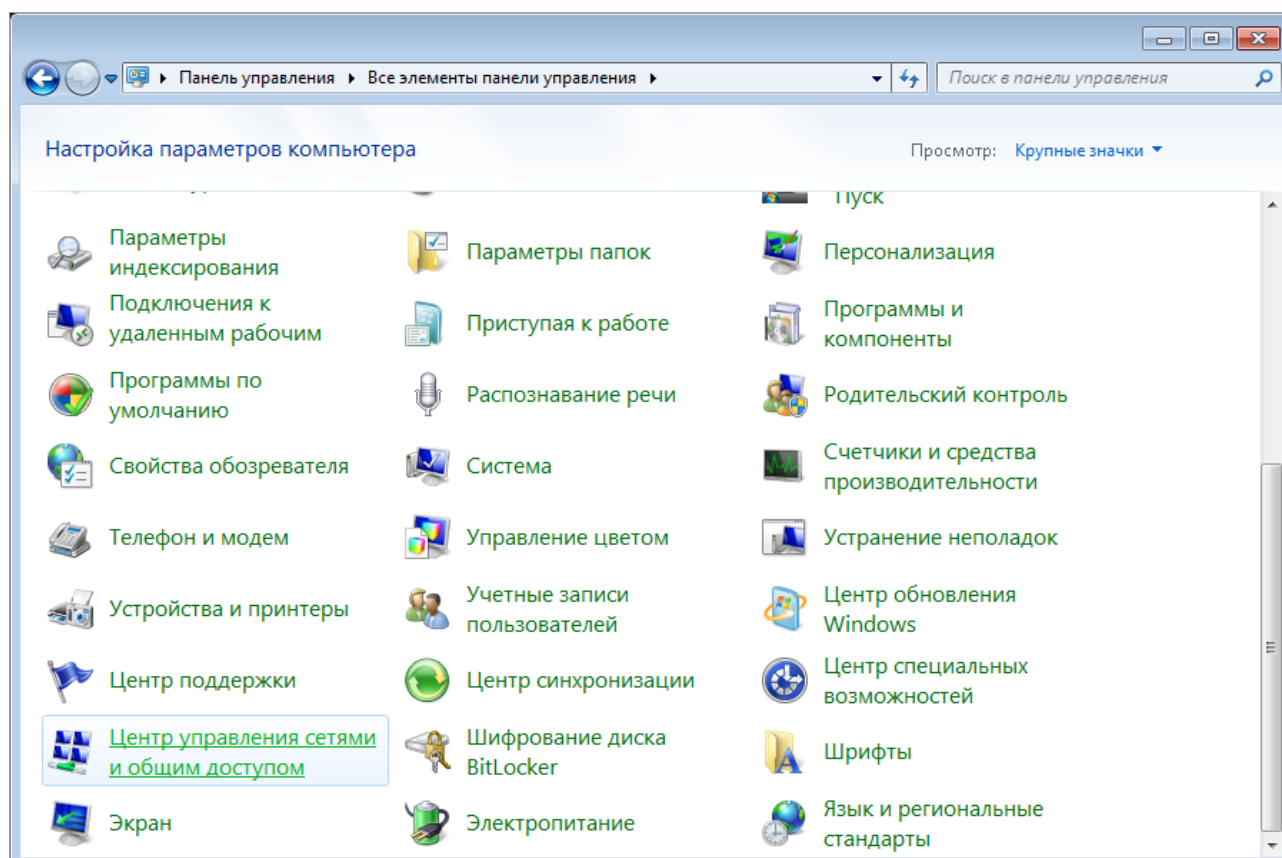 Панель управления
Все элементы панели управления
Поиск в панели управления
Настройка параметров компьютера
Просмотр: Крупные значки
Пуск
Параметры
индексирования
Параметры папок
Персонализация
Подключения к
удаленным рабочим
Приступая к работе
Программы и
компоненты
Программы по
умолчанию
Распознавание речи
Родительский контроль
Свойства обозревателя
Система
Счетчики и средства
производительности
Телефон и модем
Управление цветом
Устранение неполадок
Устройства и принтеры
Учетные записи
пользователей
Центр обновления
Windows
Центр поддержки
Центр синхронизации
Центр специальных
возможностей
Центр управления сетями
и общим доступом
Шифрование диска
BitLocker
Шрифты
Экран
Электропитание
Язык и региональные
стандарты